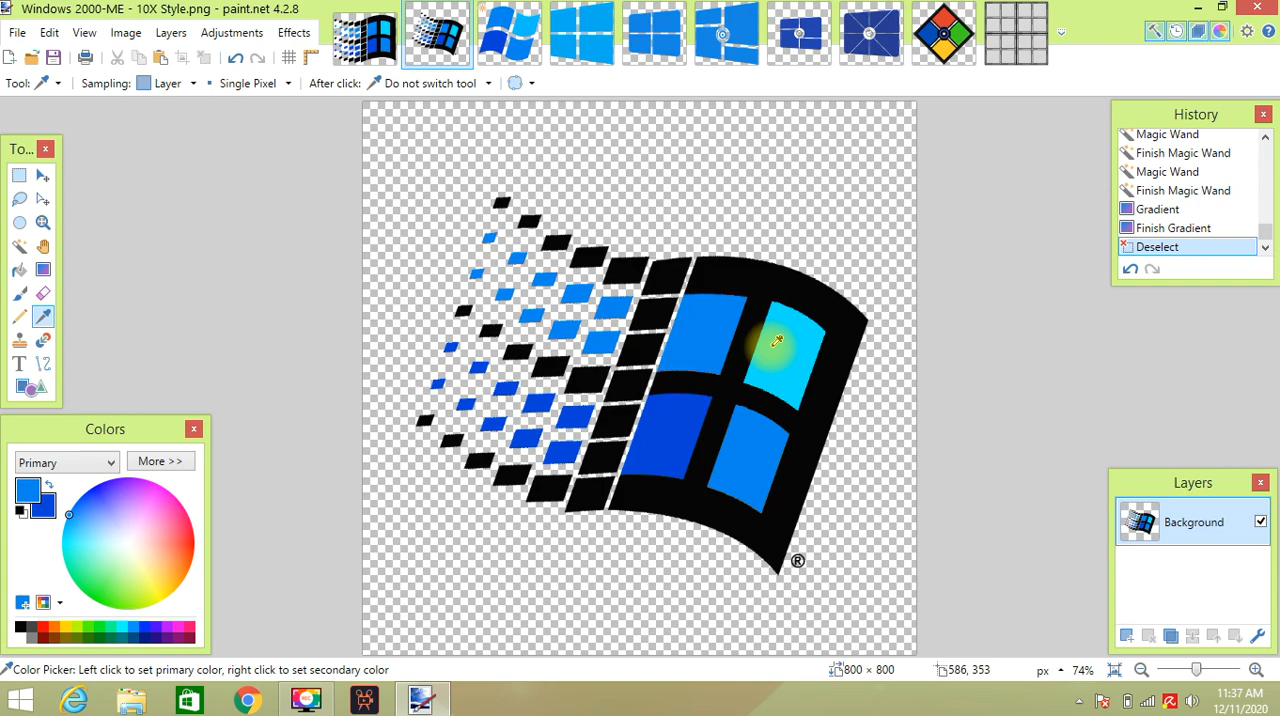 Windows 2000-ME - 10X Style.png - paint.net 4.2.8
File Edit View Image Layers Adjustments Effects
Tool: Sampling: Layer Single Pixel After click: Do not switch tool
To...
T
Colors
Primary More >>
History
Magic Wand
Finish Magic Wand
Magic Wand
Finish Magic Wand
Gradient
Finish Gradient
Deselect
Layers
Background
®
Color Picker: Left click to set primary color, right click to set secondary color 800 × 800 586, 353 px 74%
11:37 AM
12/11/2020